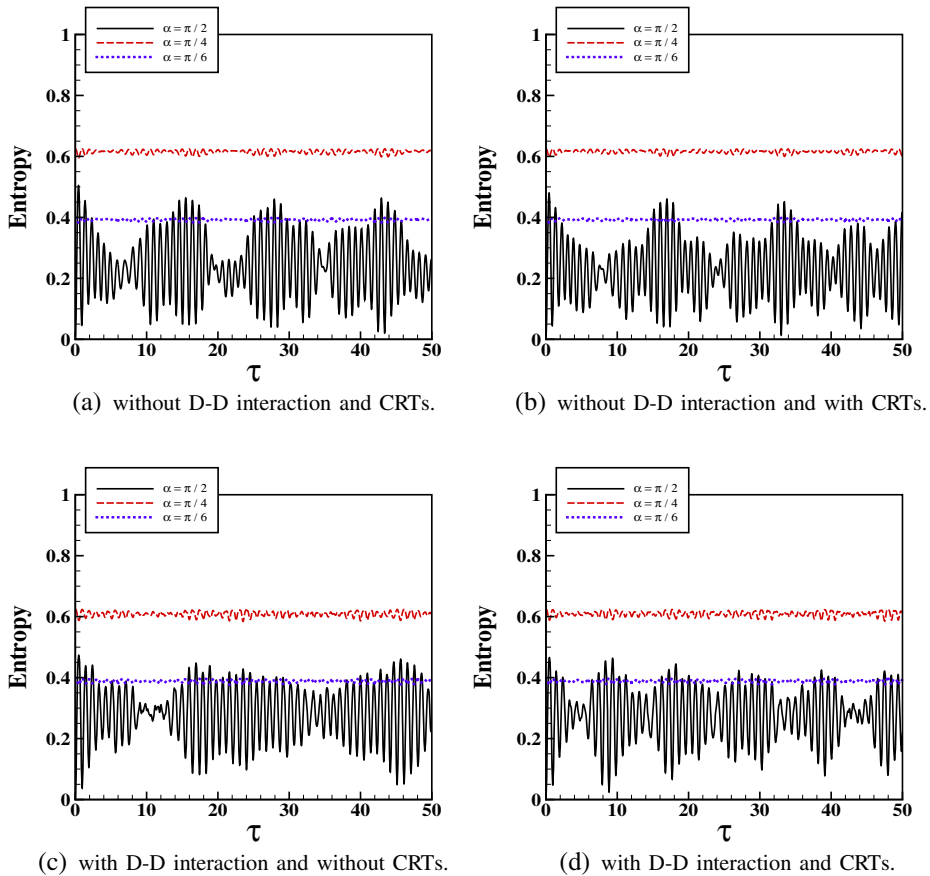 α = π / 2
α = π / 4
α = π / 6
Entropy
1
0.8
0.6
0.4
0.2
0
0 10 20 30 40 50
τ
(a) without D-D interaction and CRTs.
α = π / 2
α = π / 4
α = π / 6
Entropy
1
0.8
0.6
0.4
0.2
0
0 10 20 30 40 50
τ
(b) without D-D interaction and with CRTs.
α = π / 2
α = π / 4
α = π / 6
Entropy
1
0.8
0.6
0.4
0.2
0
0 10 20 30 40 50
τ
(c) with D-D interaction and without CRTs.
α = π / 2
α = π / 4
α = π / 6
Entropy
1
0.8
0.6
0.4
0.2
0
0 10 20 30 40 50
τ
(d) with D-D interaction and CRTs.